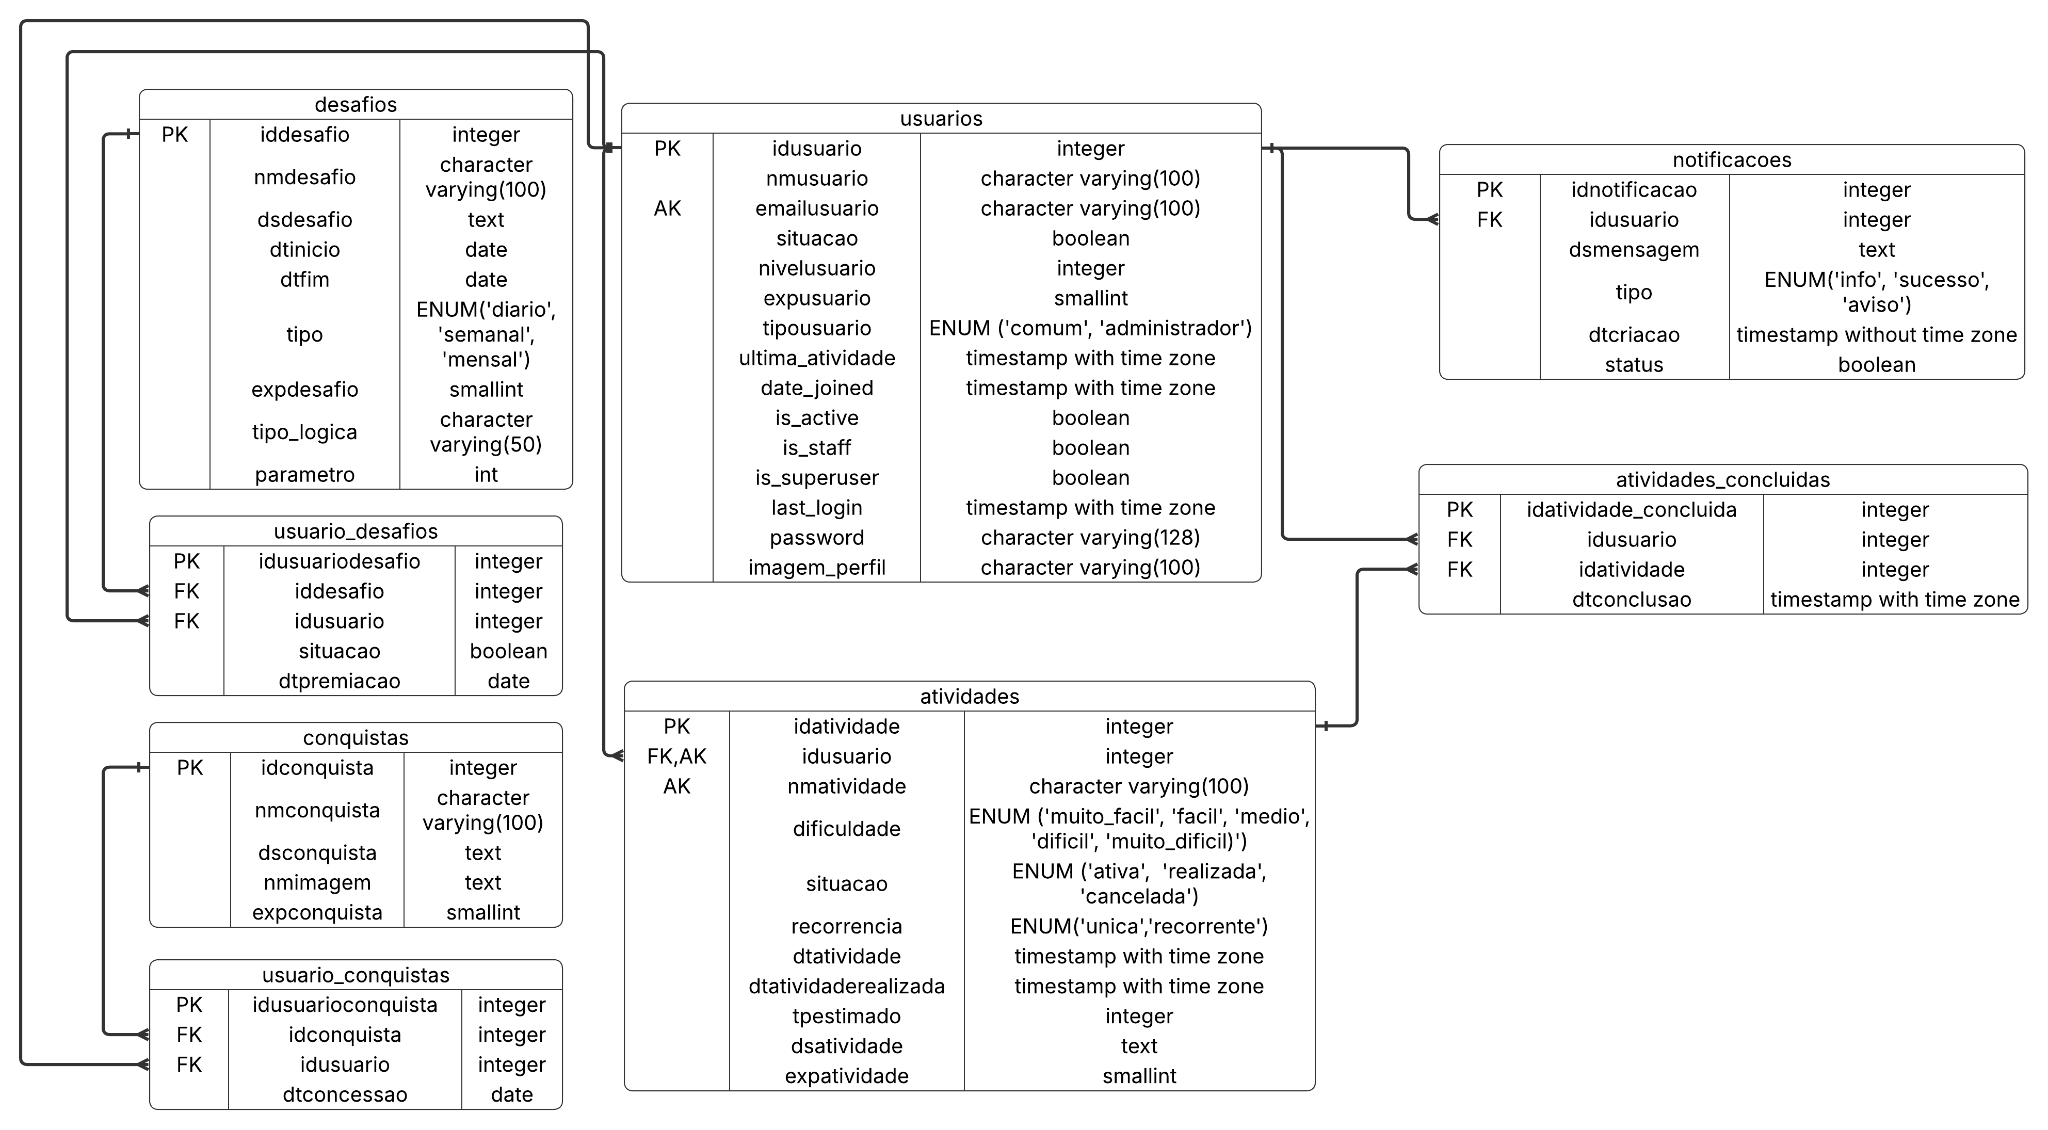 desafios
PK iddesafio integer
nmdesafio character
varying(100)
dsdesafio text
dtinicio date
dtfim date
tipo ENUM('diario',
'semanal',
'mensal')
expdesafio smallint
tipo_logica character
varying(50)
parametro int
usuario_desafios
PK idusuariodesafio integer
FK iddesafio integer
FK idusuario integer
situacao boolean
dtpremiacao date
conquistas
PK idconquista integer
nmconquista character
varying(100)
dsconquista text
nmimagem text
expconquista smallint
usuario_conquistas
PK idusuarioconquista integer
FK idconquista integer
FK idusuario integer
dtconcessao date
usuarios
PK idusuario integer
nmusuario character varying(100)
AK emailusuario character varying(100)
situacao boolean
nivelusuario integer
expusuario smallint
tipousuario ENUM ('comum', 'administrador')
ultima_atividade timestamp with time zone
date_joined timestamp with time zone
is_active boolean
is_staff boolean
is_superuser boolean
last_login timestamp with time zone
password character varying(128)
imagem_perfil character varying(100)
atividades
PK idatividade integer
FK,AK idusuario integer
AK nmatividade character varying(100)
dificuldade ENUM ('muito_facil', 'facil', 'medio',
'dificil', 'muito_dificil)')
situacao ENUM ('ativa', 'realizada',
'cancelada')
recorrencia ENUM('unica','recorrente')
dtatividade timestamp with time zone
dtatividaderealizada timestamp with time zone
tpestimado integer
dsatividade text
expatividade smallint
notificacoes
PK idnotificacao integer
FK idusuario integer
dsmensagem text
tipo ENUM('info', 'sucesso',
'aviso')
dtcriacao timestamp without time zone
status boolean
atividades_concluidas
PK idatividade_concluida integer
FK idusuario integer
FK idatividade integer
dtconclusao timestamp with time zone